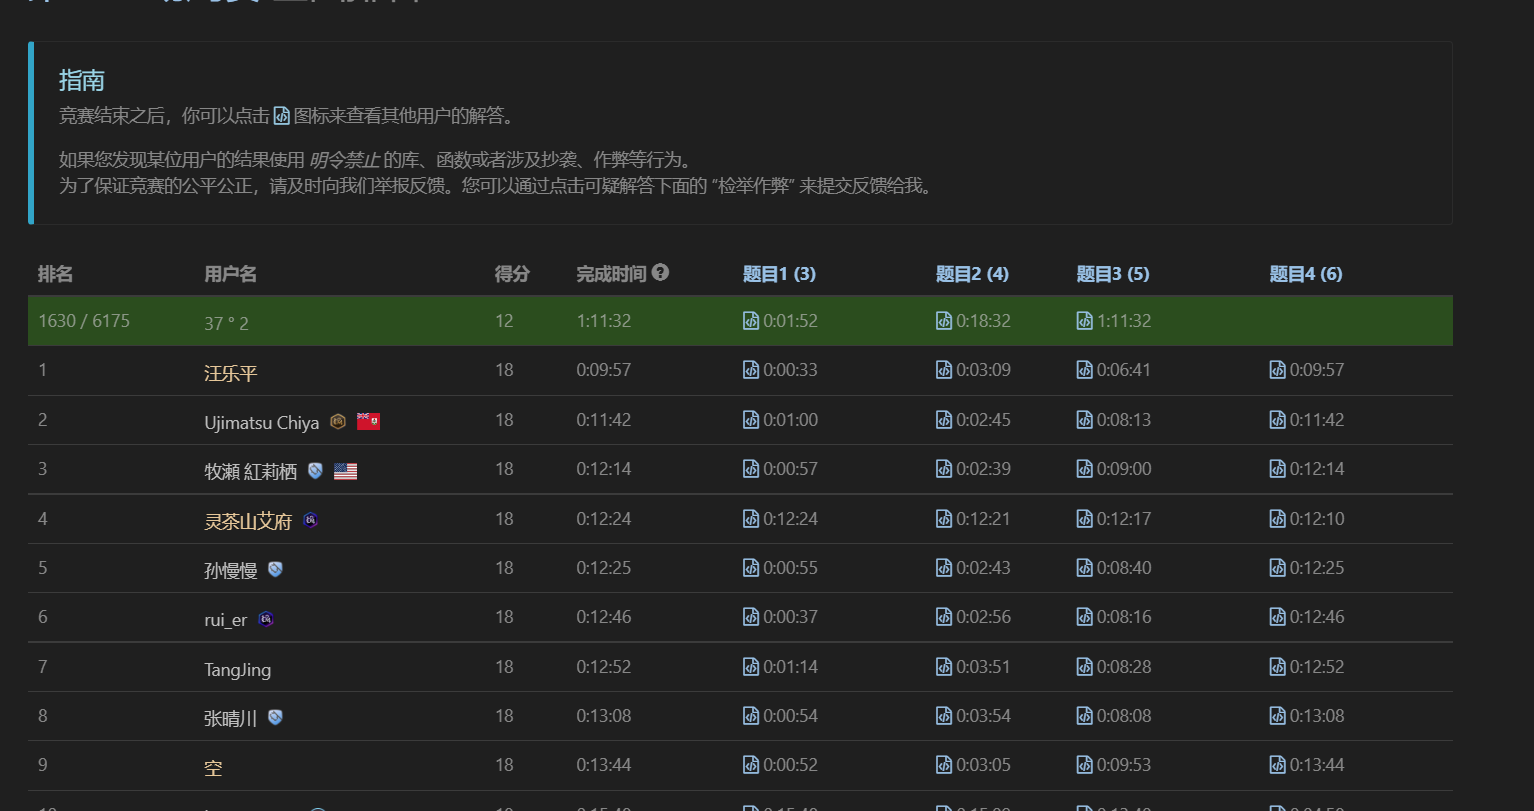 指南
竞赛结束之后，你可以点击 图标来查看其他用户的解答。
如果您发现某位用户的结果使用 明令禁止 的库、函数或者涉及抄袭、作弊等行为。
为了保证竞赛的公平公正，请及时向我们举报反馈。您可以通过点击可疑解答下面的 “检举作弊” 来提交反馈给我。
排名 用户名 得分 完成时间 题目1 (3) 题目2 (4) 题目3 (5) 题目4 (6)
1630 / 6175 37 ° 2 12 1:11:32 0:01:52 0:18:32 1:11:32
1 汪乐平 18 0:09:57 0:00:33 0:03:09 0:06:41 0:09:57
2 Ujimatsu Chiya 18 0:11:42 0:01:00 0:02:45 0:08:13 0:11:42
3 牧瀬 紅莉栖 18 0:12:14 0:00:57 0:02:39 0:09:00 0:12:14
4 灵茶山艾府 18 0:12:24 0:12:24 0:12:21 0:12:17 0:12:10
5 孙慢慢 18 0:12:25 0:00:55 0:02:43 0:08:40 0:12:25
6 rui_er 18 0:12:46 0:00:37 0:02:56 0:08:16 0:12:46
7 TangJing 18 0:12:52 0:01:14 0:03:51 0:08:28 0:12:52
8 张晴川 18 0:13:08 0:00:54 0:03:54 0:08:08 0:13:08
9 空 18 0:13:44 0:00:52 0:03:05 0:09:53 0:13:44